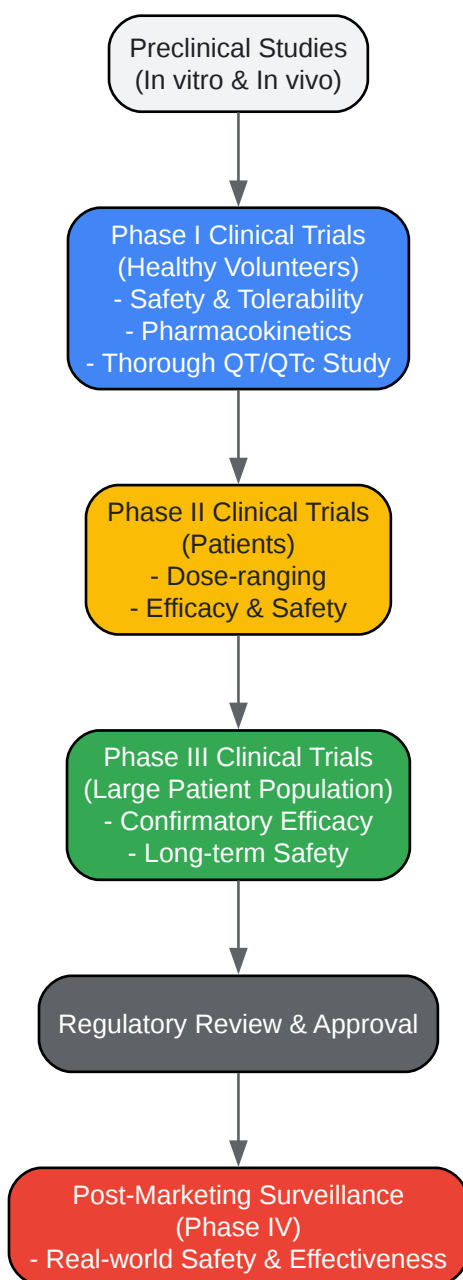 Preclinical Studies
(In vitro & In vivo)
Phase I Clinical Trials
(Healthy Volunteers)
- Safety & Tolerability
- Pharmacokinetics
- Thorough QT/QTc Study
Phase II Clinical Trials
(Patients)
- Dose-ranging
- Efficacy & Safety
Phase III Clinical Trials
(Large Patient Population)
- Confirmatory Efficacy
- Long-term Safety
Regulatory Review & Approval
Post-Marketing Surveillance
(Phase IV)
- Real-world Safety & Effectiveness